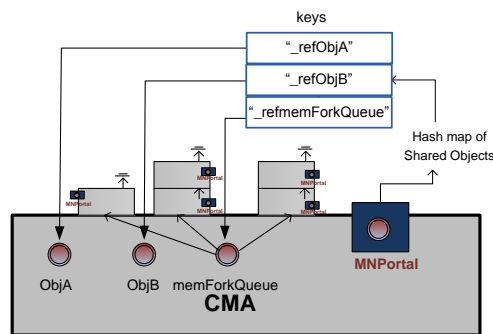 keys
“_refObjA”
“_refObjB”
“_refmemForkQueue”
Hash map of
Shared Objects
MNPortal
MNPortal
MNPortal
MNPortal
MNPortal
MNPortal
ObjA
ObjB
memForkQueue
CMA